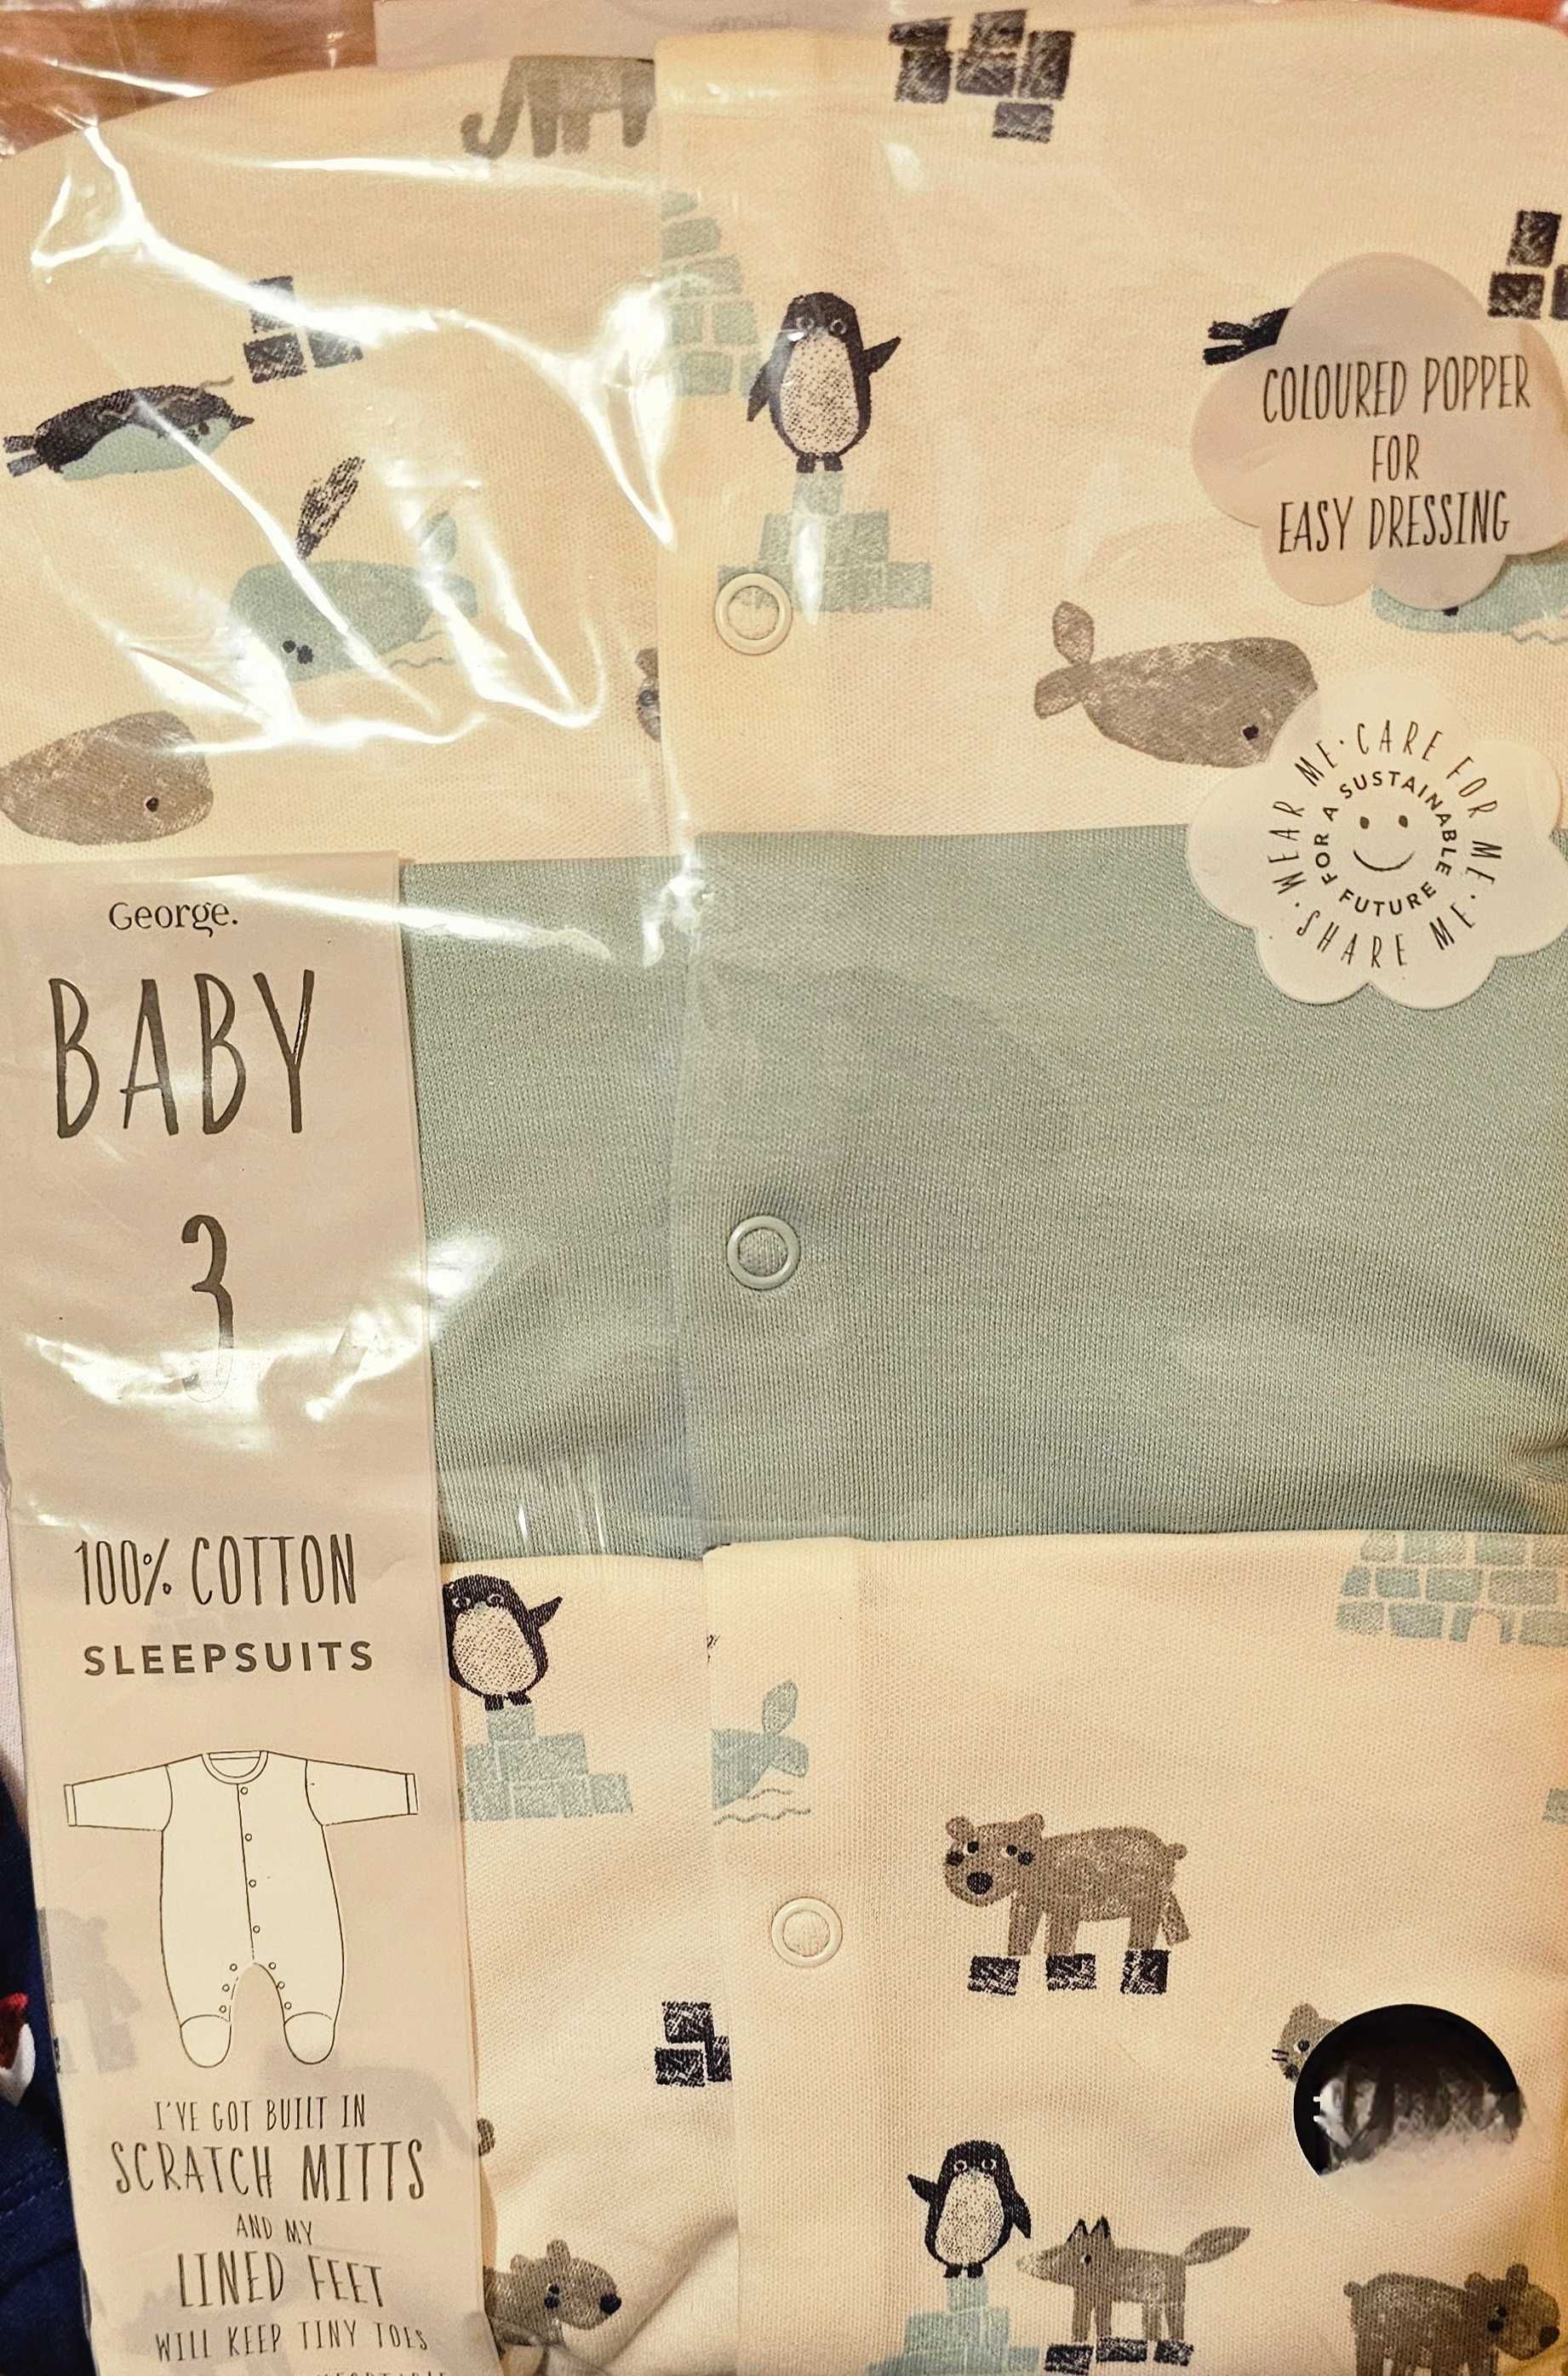 COLOURED POPPER
FOR
EASY DRESSING
WEAR ME · CARE FOR ME · SHARE ME ·
FOR A SUSTAINABLE FUTURE
George.
BABY
3
100% COTTON
SLEEPSUITS
I'VE GOT BUILT IN
SCRATCH MITTS
AND MY
LINED FEET
WILL KEEP TINY TOES